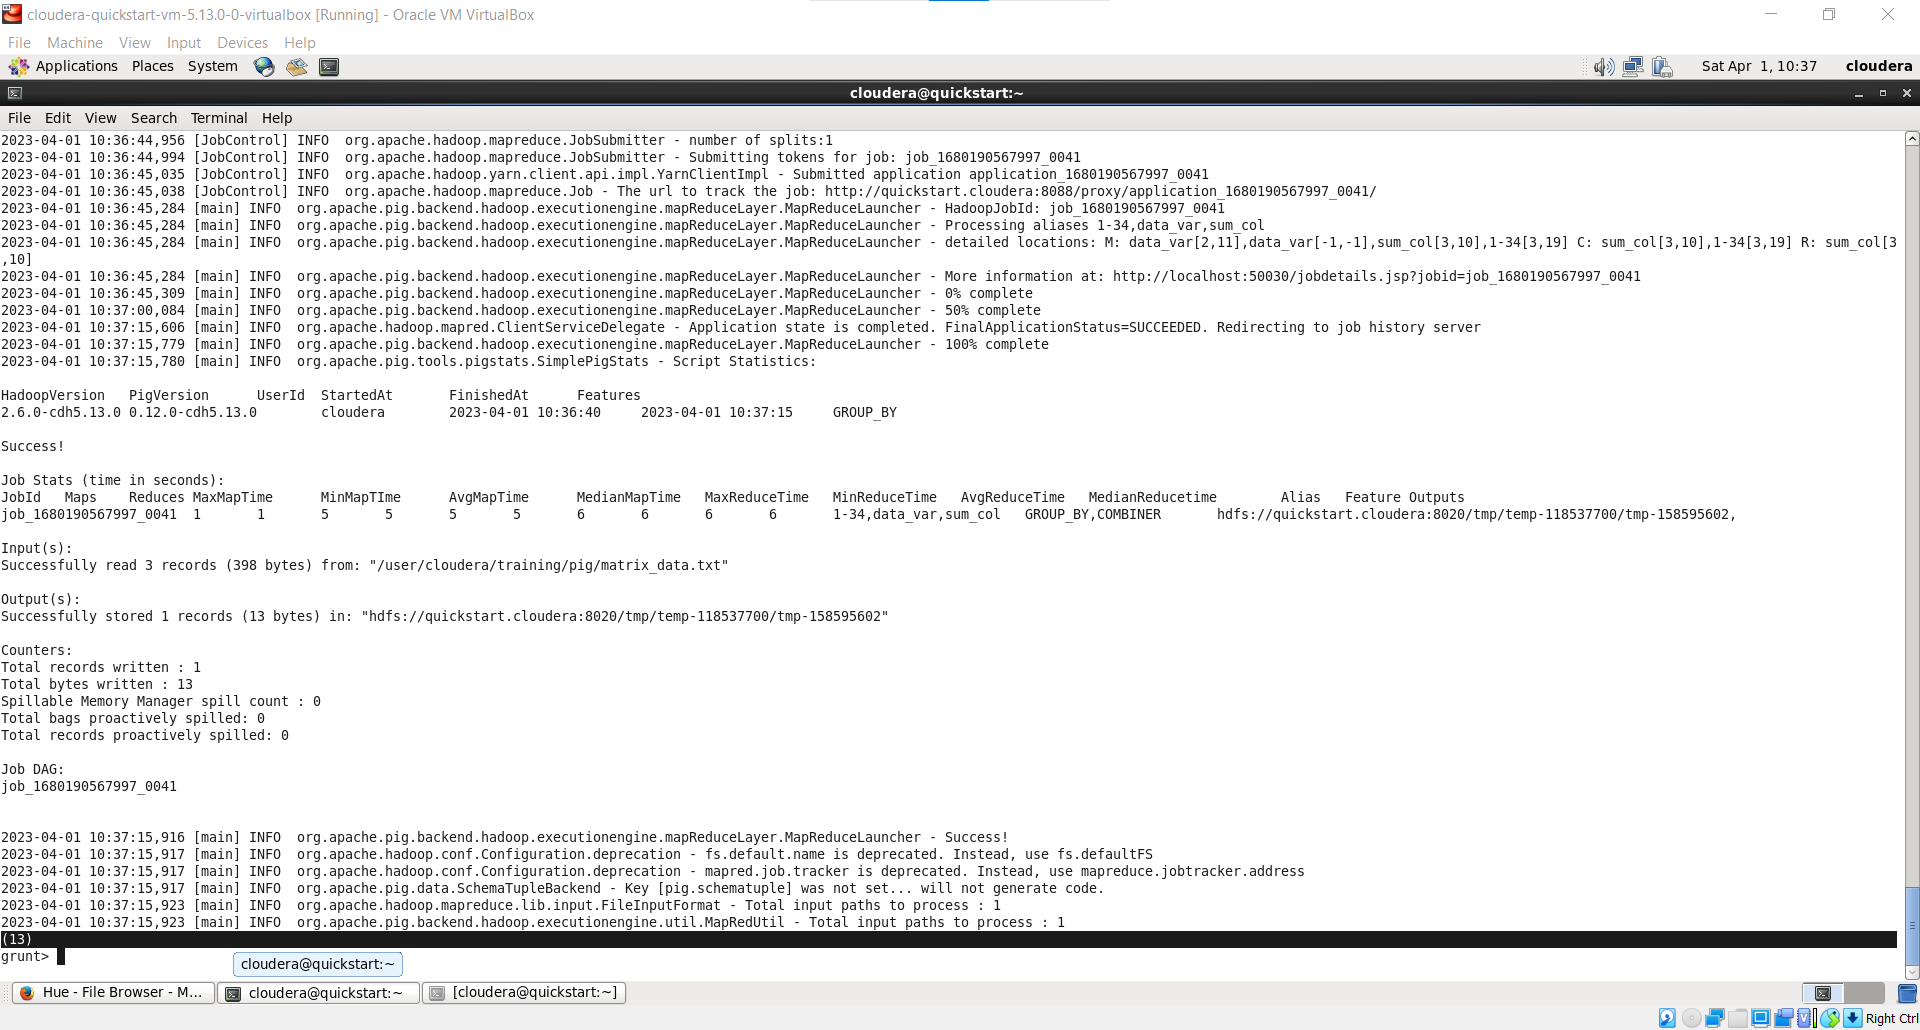 cloudera-quickstart-vm-5.13.0-0-virtualbox [Running] - Oracle VM VirtualBox
File Machine View Input Devices Help
Applications Places System Sat Apr 1, 10:37 cloudera
cloudera@quickstart:~
File Edit View Search Terminal Help
2023-04-01 10:36:44,956 [JobControl] INFO  org.apache.hadoop.mapreduce.JobSubmitter - number of splits:1
2023-04-01 10:36:44,994 [JobControl] INFO  org.apache.hadoop.mapreduce.JobSubmitter - Submitting tokens for job: job_1680190567997_0041
2023-04-01 10:36:45,035 [JobControl] INFO  org.apache.hadoop.yarn.client.api.impl.YarnClientImpl - Submitted application application_1680190567997_0041
2023-04-01 10:36:45,038 [JobControl] INFO  org.apache.hadoop.mapreduce.Job - The url to track the job: http://quickstart.cloudera:8088/proxy/application_1680190567997_0041/
2023-04-01 10:36:45,284 [main] INFO  org.apache.pig.backend.hadoop.executionengine.mapReduceLayer.MapReduceLauncher - HadoopJobId: job_1680190567997_0041
2023-04-01 10:36:45,284 [main] INFO  org.apache.pig.backend.hadoop.executionengine.mapReduceLayer.MapReduceLauncher - Processing aliases 1-34,data_var,sum_col
2023-04-01 10:36:45,284 [main] INFO  org.apache.pig.backend.hadoop.executionengine.mapReduceLayer.MapReduceLauncher - detailed locations: M: data_var[2,11],data_var[-1,-1],sum_col[3,10],1-34[3,19] C: sum_col[3,10],1-34[3,19] R: sum_col[3
,10]
2023-04-01 10:36:45,284 [main] INFO  org.apache.pig.backend.hadoop.executionengine.mapReduceLayer.MapReduceLauncher - More information at: http://localhost:50030/jobdetails.jsp?jobid=job_1680190567997_0041
2023-04-01 10:36:45,309 [main] INFO  org.apache.pig.backend.hadoop.executionengine.mapReduceLayer.MapReduceLauncher - 0% complete
2023-04-01 10:37:00,084 [main] INFO  org.apache.pig.backend.hadoop.executionengine.mapReduceLayer.MapReduceLauncher - 50% complete
2023-04-01 10:37:15,606 [main] INFO  org.apache.hadoop.mapred.ClientServiceDelegate - Application state is completed. FinalApplicationStatus=SUCCEEDED. Redirecting to job history server
2023-04-01 10:37:15,779 [main] INFO  org.apache.pig.backend.hadoop.executionengine.mapReduceLayer.MapReduceLauncher - 100% complete
2023-04-01 10:37:15,780 [main] INFO  org.apache.pig.tools.pigstats.SimplePigStats - Script Statistics:
HadoopVersion PigVersion UserId StartedAt FinishedAt Features
2.6.0-cdh5.13.0 0.12.0-cdh5.13.0 cloudera 2023-04-01 10:36:40 2023-04-01 10:37:15 GROUP_BY
Success!
Job Stats (time in seconds):
JobId Maps Reduces MaxMapTime MinMapTIme AvgMapTime MedianMapTime MaxReduceTime MinReduceTime AvgReduceTime MedianReducetime Alias Feature Outputs
job_1680190567997_0041 1 1 5 5 5 5 6 6 6 6 1-34,data_var,sum_col GROUP_BY,COMBINER hdfs://quickstart.cloudera:8020/tmp/temp-118537700/tmp-158595602,
Input(s):
Successfully read 3 records (398 bytes) from: "/user/cloudera/training/pig/matrix_data.txt"
Output(s):
Successfully stored 1 records (13 bytes) in: "hdfs://quickstart.cloudera:8020/tmp/temp-118537700/tmp-158595602"
Counters:
Total records written : 1
Total bytes written : 13
Spillable Memory Manager spill count : 0
Total bags proactively spilled: 0
Total records proactively spilled: 0
Job DAG:
job_1680190567997_0041
2023-04-01 10:37:15,916 [main] INFO  org.apache.pig.backend.hadoop.executionengine.mapReduceLayer.MapReduceLauncher - Success!
2023-04-01 10:37:15,917 [main] INFO  org.apache.hadoop.conf.Configuration.deprecation - fs.default.name is deprecated. Instead, use fs.defaultFS
2023-04-01 10:37:15,917 [main] INFO  org.apache.hadoop.conf.Configuration.deprecation - mapred.job.tracker is deprecated. Instead, use mapreduce.jobtracker.address
2023-04-01 10:37:15,917 [main] INFO  org.apache.pig.data.SchemaTupleBackend - Key [pig.schematuple] was not set... will not generate code.
2023-04-01 10:37:15,923 [main] INFO  org.apache.hadoop.mapreduce.lib.input.FileInputFormat - Total input paths to process : 1
2023-04-01 10:37:15,923 [main] INFO  org.apache.pig.backend.hadoop.executionengine.util.MapRedUtil - Total input paths to process : 1
(13)
grunt>
cloudera@quickstart:~
Hue - File Browser - M... cloudera@quickstart:~ [cloudera@quickstart:~]
Right Ctrl